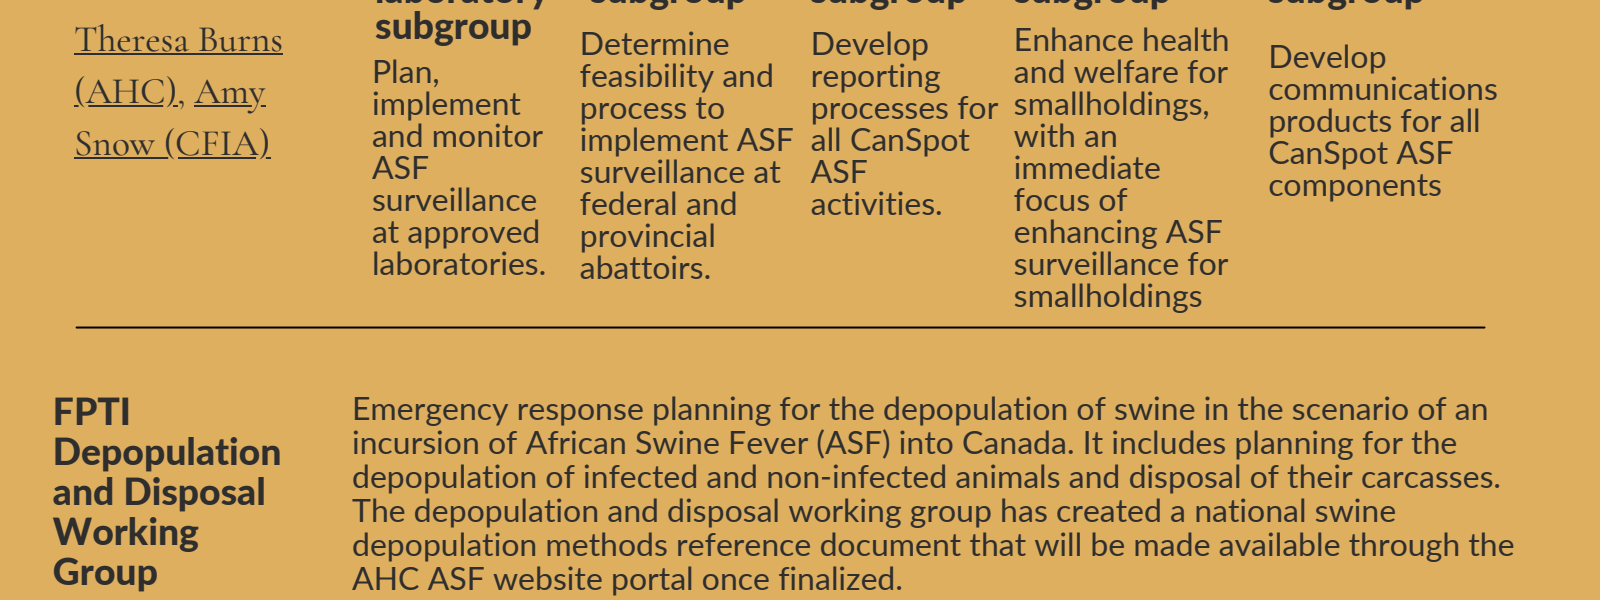 laboratory
subgroup
subgroup
subgroup
subgroup
subgroup
Theresa Burns
(AHC), Amy
Snow (CFIA)
Plan,
implement
and monitor
ASF
surveillance
at approved
laboratories.
Determine
feasibility and
process to
implement ASF
surveillance at
federal and
provincial
abattoirs.
Develop
reporting
processes for
all CanSpot
ASF
activities.
Enhance health
and welfare for
smallholdings,
with an
immediate
focus of
enhancing ASF
surveillance for
smallholdings
Develop
communications
products for all
CanSpot ASF
components
FPTI
Depopulation
and Disposal
Working
Group
Emergency response planning for the depopulation of swine in the scenario of an
incursion of African Swine Fever (ASF) into Canada. It includes planning for the
depopulation of infected and non-infected animals and disposal of their carcasses.
The depopulation and disposal working group has created a national swine
depopulation methods reference document that will be made available through the
AHC ASF website portal once finalized.